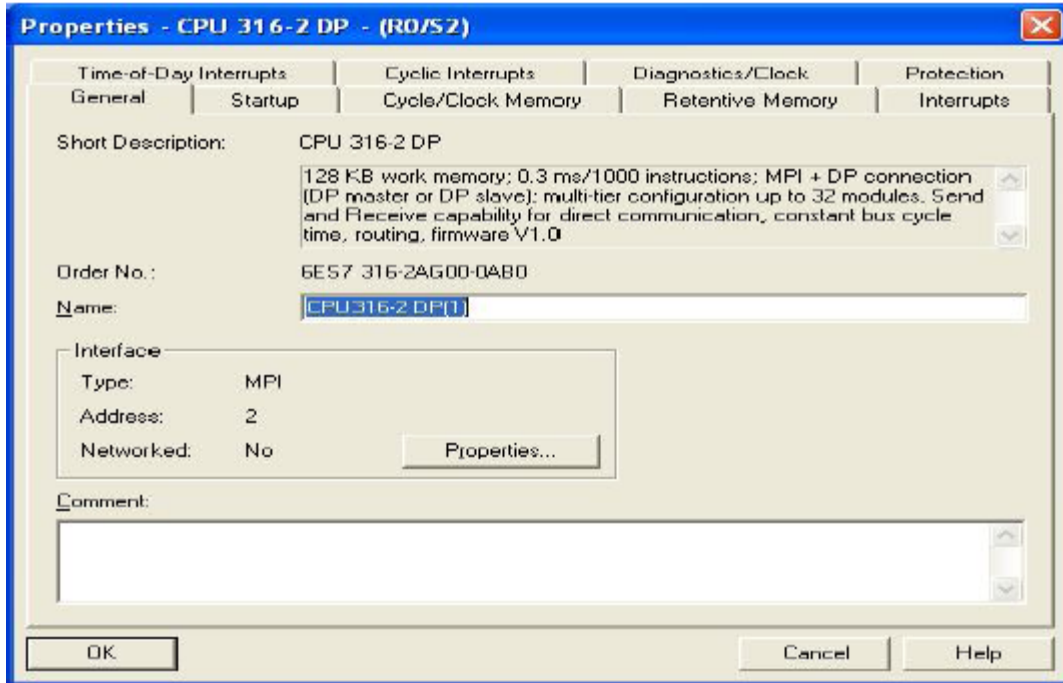 Properties - CPU 316-2 DP - (R0/S2)
Time-of-Day Interrupts Cyclic Interrupts Diagnostics/Clock Protection
General Startup Cycle/Clock Memory Retentive Memory Interrupts
Short Description: CPU 316-2 DP
128 KB work memory; 0.3 ms/1000 instructions; MPI + DP connection
(DP master or DP slave); multi-tier configuration up to 32 modules. Send
and Receive capability for direct communication, constant bus cycle
time, routing, firmware V1.0
Order No.: 6ES7 316-2AG00-0AB0
Name: CPU316-2 DP(1)
Interface
Type: MPI
Address: 2
Networked: No Properties...
Comment:
OK Cancel Help